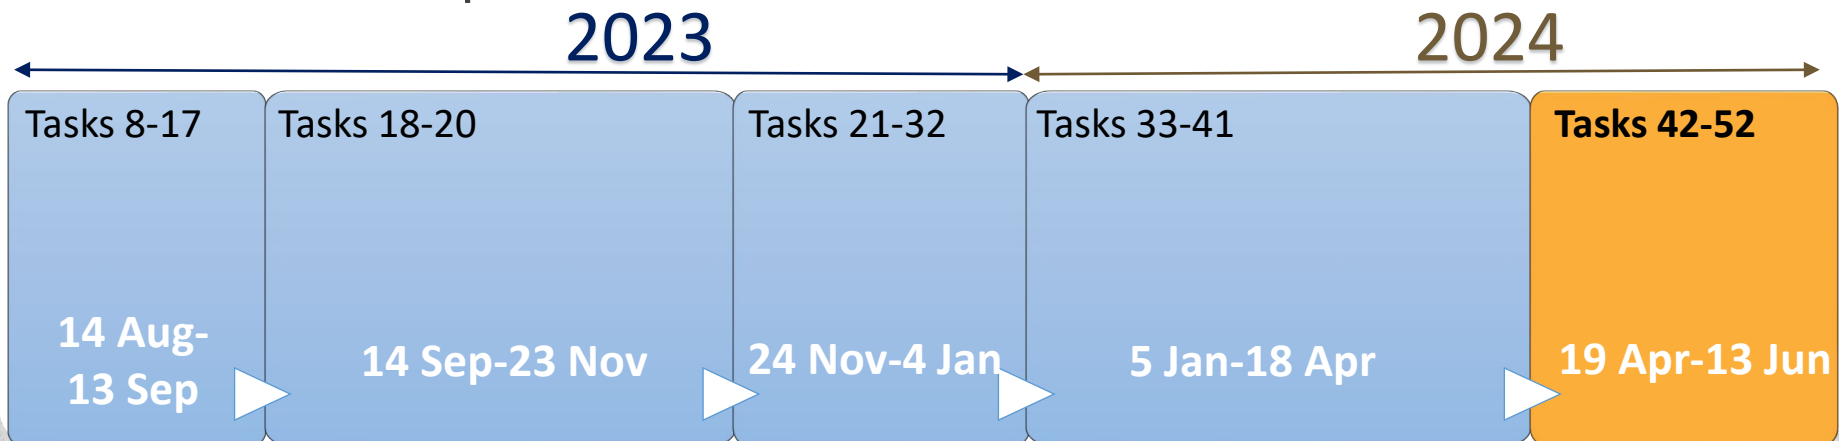 2023
2024
Tasks 8-17
Tasks 18-20
Tasks 21-32
Tasks 33-41
Tasks 42-52
14 Aug-
13 Sep
14 Sep-23 Nov
24 Nov-4 Jan
5 Jan-18 Apr
19 Apr-13 Jun